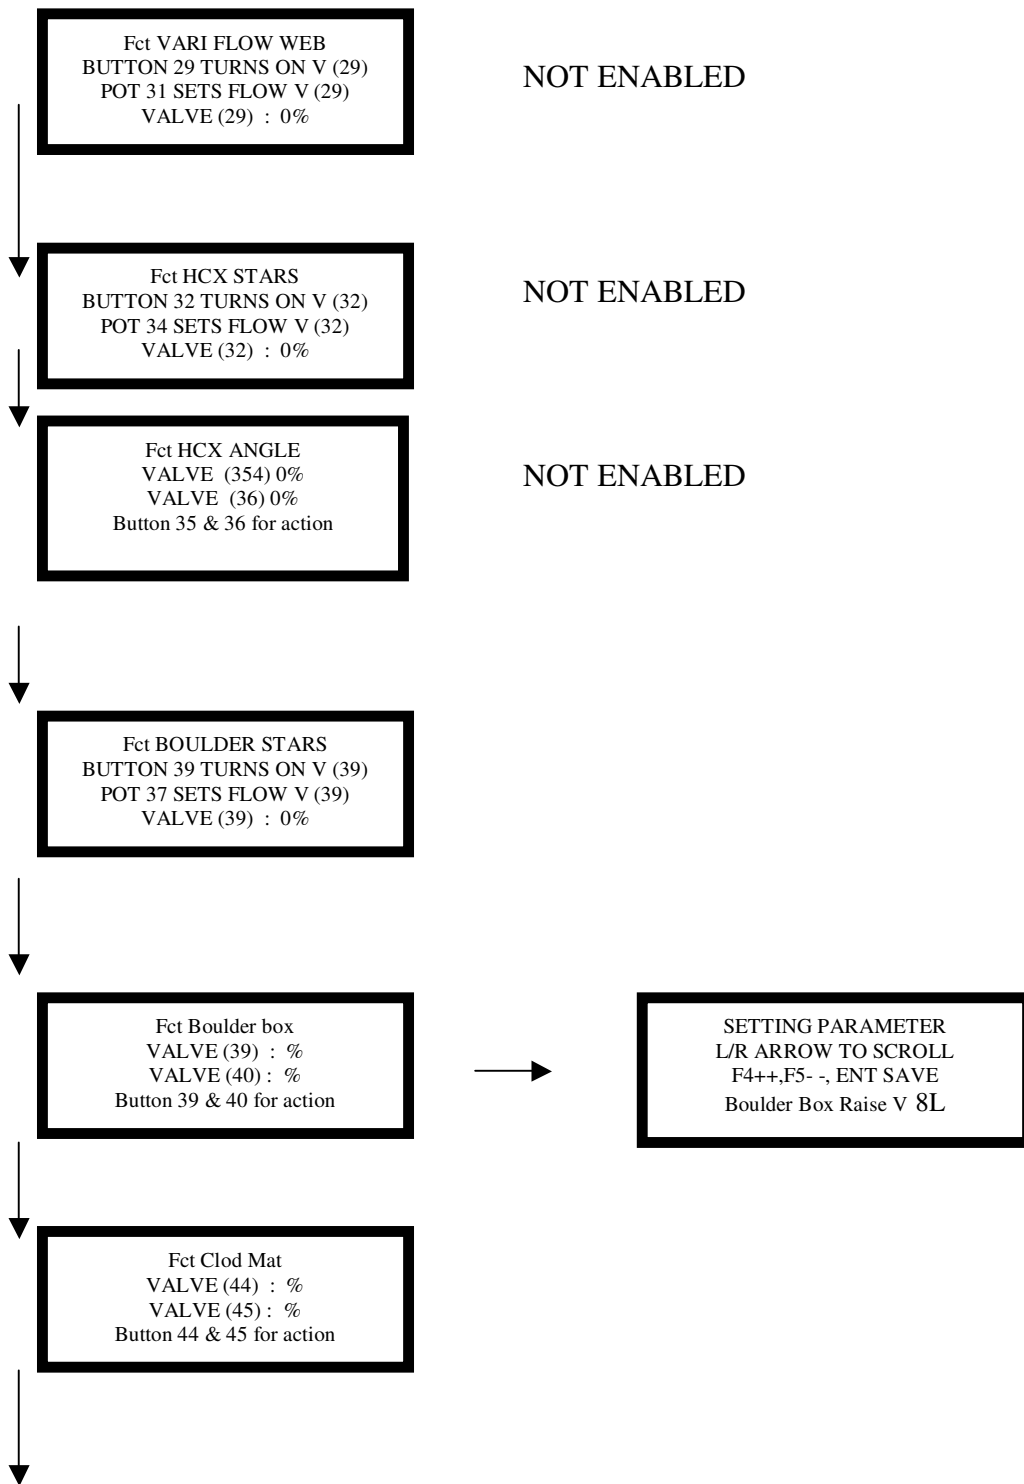 Fct VARI FLOW WEB
BUTTON 29 TURNS ON V (29)
POT 31 SETS FLOW V (29)
VALVE (29) : 0%
NOT ENABLED
Fct HCX STARS
BUTTON 32 TURNS ON V (32)
POT 34 SETS FLOW V (32)
VALVE (32) : 0%
NOT ENABLED
Fct HCX ANGLE
VALVE (354) 0%
VALVE (36) 0%
Button 35 & 36 for action
NOT ENABLED
Fct BOULDER STARS
BUTTON 39 TURNS ON V (39)
POT 37 SETS FLOW V (39)
VALVE (39) : 0%
Fct Boulder box
VALVE (39) : %
VALVE (40) : %
Button 39 & 40 for action
SETTING PARAMETER
L/R ARROW TO SCROLL
F4++,F5- -, ENT SAVE
Boulder Box Raise V 8L
Fct Clod Mat
VALVE (44) : %
VALVE (45) : %
Button 44 & 45 for action